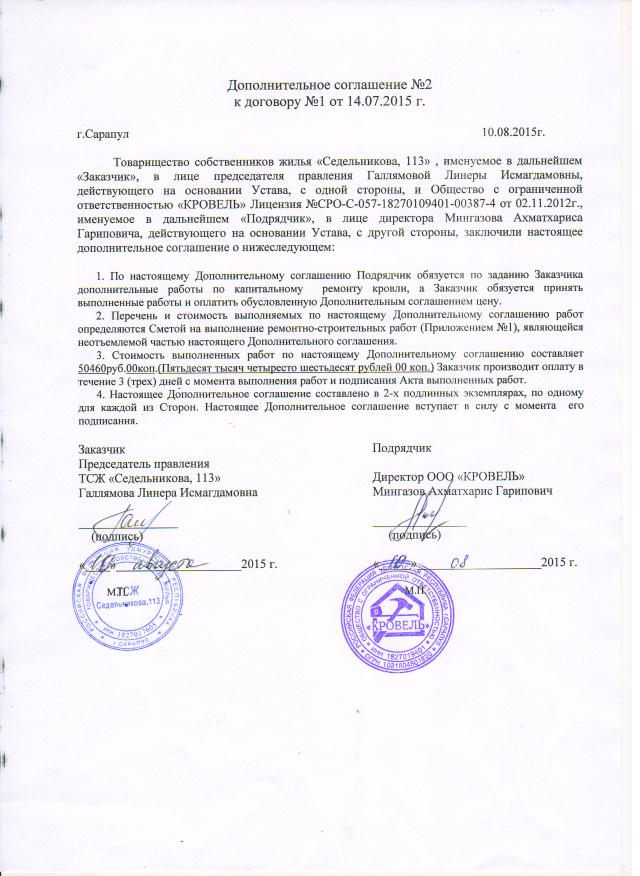 Дополнительное соглашение №2
к договору №1 от 14.07.2015 г.
г.Сарапул 10.08.2015г.
Товарищество собственников жилья «Седельникова, 113» , именуемое в дальнейшем
«Заказчик», в лице председателя правления Галлямовой Линеры Исмагдамовны,
действующего на основании Устава, с одной стороны, и Общество с ограниченной
ответственностью «КРОВЕЛЬ» Лицензия №СРО-С-057-18270109401-00387-4 от 02.11.2012г.,
именуемое в дальнейшем «Подрядчик», в лице директора Мингазова Ахматхариса
Гариповича, действующего на основании Устава, с другой стороны, заключили настоящее
дополнительное соглашение о нижеследующем:
1. По настоящему Дополнительному соглашению Подрядчик обязуется по заданию Заказчика
дополнительные работы по капитальному ремонту кровли, а Заказчик обязуется принять
выполненные работы и оплатить обусловленную Дополнительным соглашением цену.
2. Перечень и стоимость выполняемых по настоящему Дополнительному соглашению работ
определяются Сметой на выполнение ремонтно-строительных работ (Приложением №1), являющейся
неотъемлемой частью настоящего Дополнительного соглашения.
3. Стоимость выполненных работ по настоящему Дополнительному соглашению составляет
50460руб.00коп.(Пятьдесят тысяч четыресто шестьдесят рублей 00 коп.) Заказчик производит оплату в
течение 3 (трех) дней с момента выполнения работ и подписания Акта выполненных работ.
4. Настоящее Дополнительное соглашение составлено в 2-х подлинных экземплярах, по одному
для каждой из Сторон. Настоящее Дополнительное соглашение вступает в силу с момента его
подписания.
Заказчик
Председатель правления
ТСЖ «Седельникова, 113»
Галлямова Линера Исмагдамовна
(подпись)
«10» августа 2015 г.
М.П.
ТСЖ
Седельникова,113
Подрядчик
Директор ООО «КРОВЕЛЬ»
Мингазов Ахматхарис Гарипович
(подпись)
«10» 08 2015 г.
М.П.
РОССИЙСКАЯ ФЕДЕРАЦИЯ
ОБЩЕСТВО С ОГРАНИЧЕННОЙ ОТВЕТСТВЕННОСТЬЮ
«КРОВЕЛЬ»
ИНН 1827019401